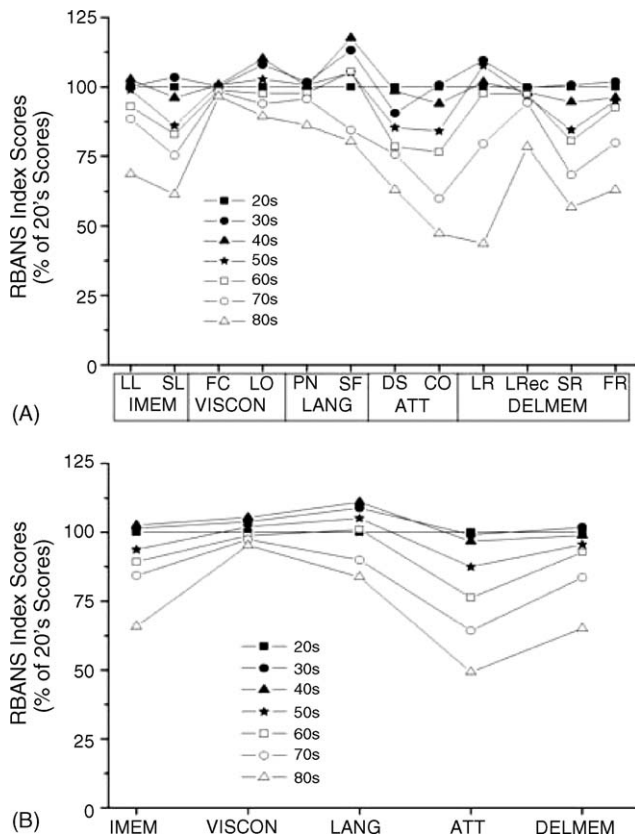 RBANS Index Scores
(% of 20's Scores)
125
100
75
50
25
0
20s
30s
40s
50s
60s
70s
80s
LL SL FC LO PN SF DS CO LR LRec SR FR
IMEM VISCON LANG ATT DELMEM
(A)
RBANS Index Scores
(% of 20's Scores)
125
100
75
50
25
0
20s
30s
40s
50s
60s
70s
80s
IMEM VISCON LANG ATT DELMEM
(B)